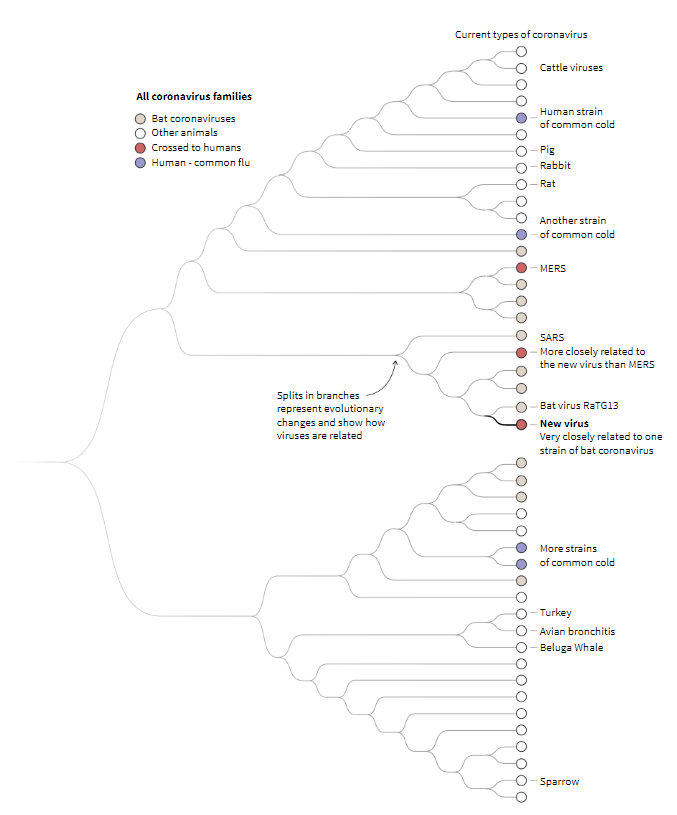 Current types of coronavirus
Cattle viruses
All coronavirus families
Bat coronaviruses
Other animals
Crossed to humans
Human - common flu
Human strain
of common cold
Pig
Rabbit
Rat
Another strain
of common cold
MERS
SARS
More closely related to
the new virus than MERS
Splits in branches
represent evolutionary
changes and show how
viruses are related
Bat virus RaTG13
New virus
Very closely related to one
strain of bat coronavirus
More strains
of common cold
Turkey
Avian bronchitis
Beluga Whale
Sparrow